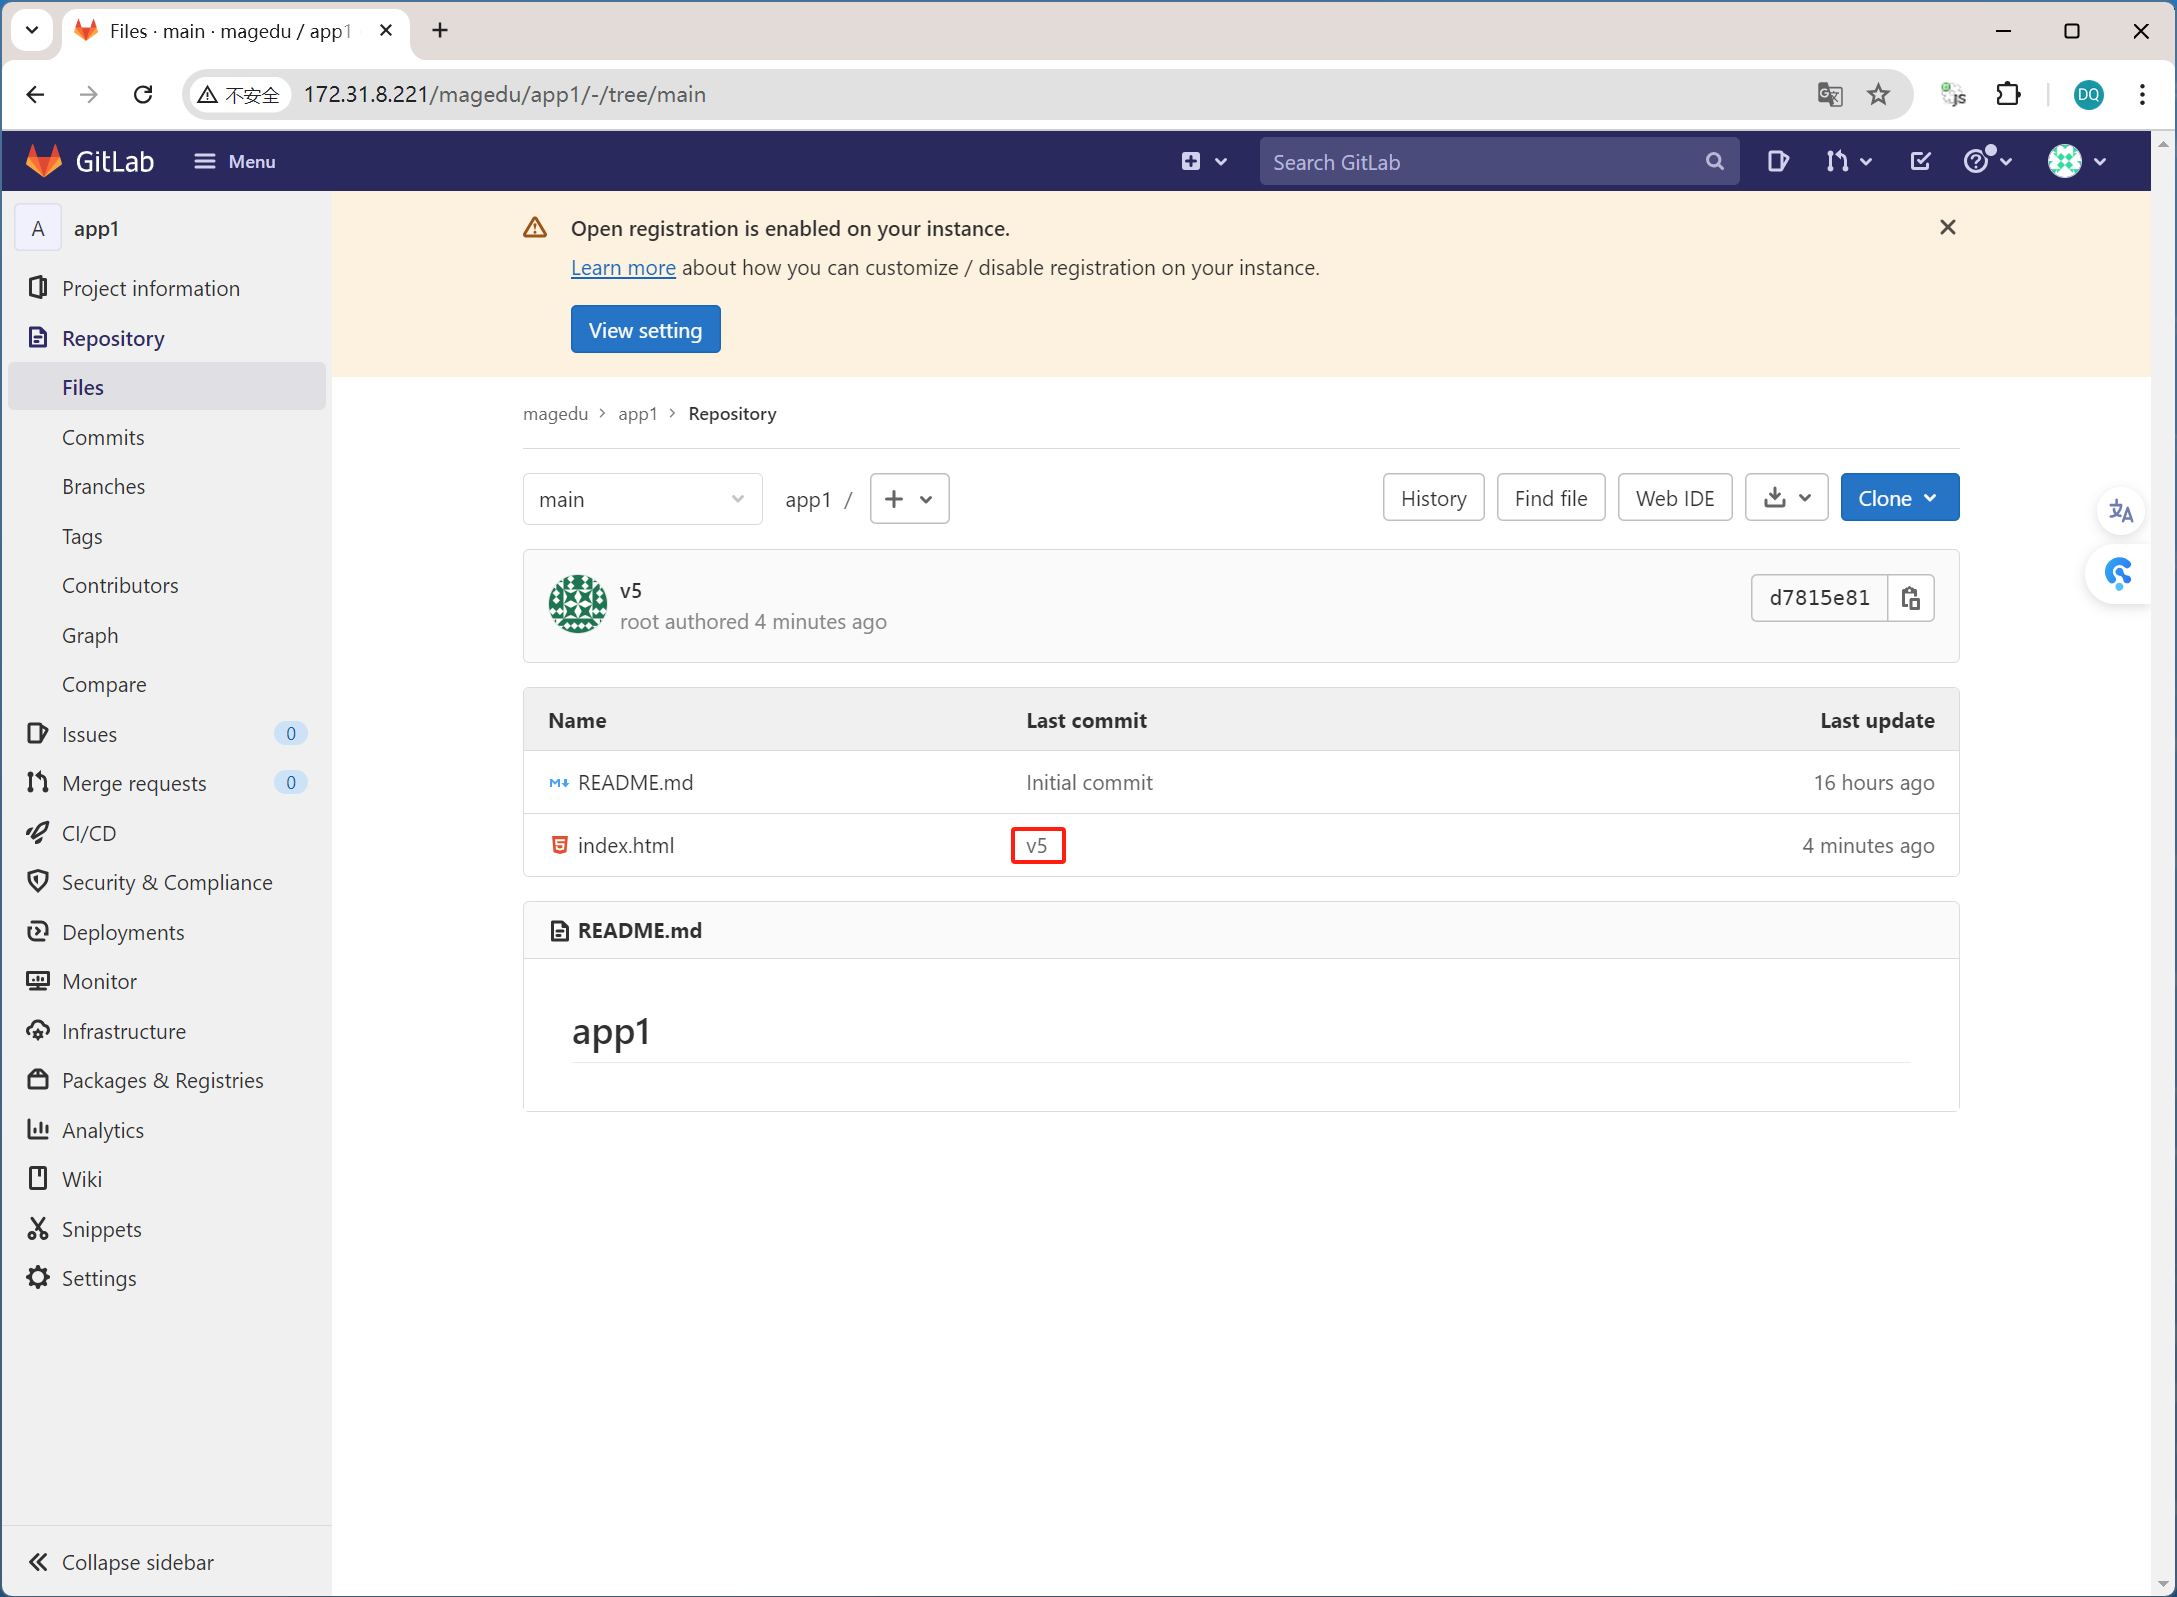 Files · main · magedu / app1
不安全 172.31.8.221/magedu/app1/-/tree/main
DQ
GitLab Menu Search GitLab
A app1
Project information
Repository
Files
Commits
Branches
Tags
Contributors
Graph
Compare
Issues 0
Merge requests 0
CI/CD
Security & Compliance
Deployments
Monitor
Infrastructure
Packages & Registries
Analytics
Wiki
Snippets
Settings
Collapse sidebar
Open registration is enabled on your instance.
Learn more about how you can customize / disable registration on your instance.
View setting
magedu › app1 › Repository
main app1 / + History Find file Web IDE Clone
v5
root authored 4 minutes ago
d7815e81
Name Last commit Last update
README.md Initial commit 16 hours ago
index.html v5 4 minutes ago
README.md
app1